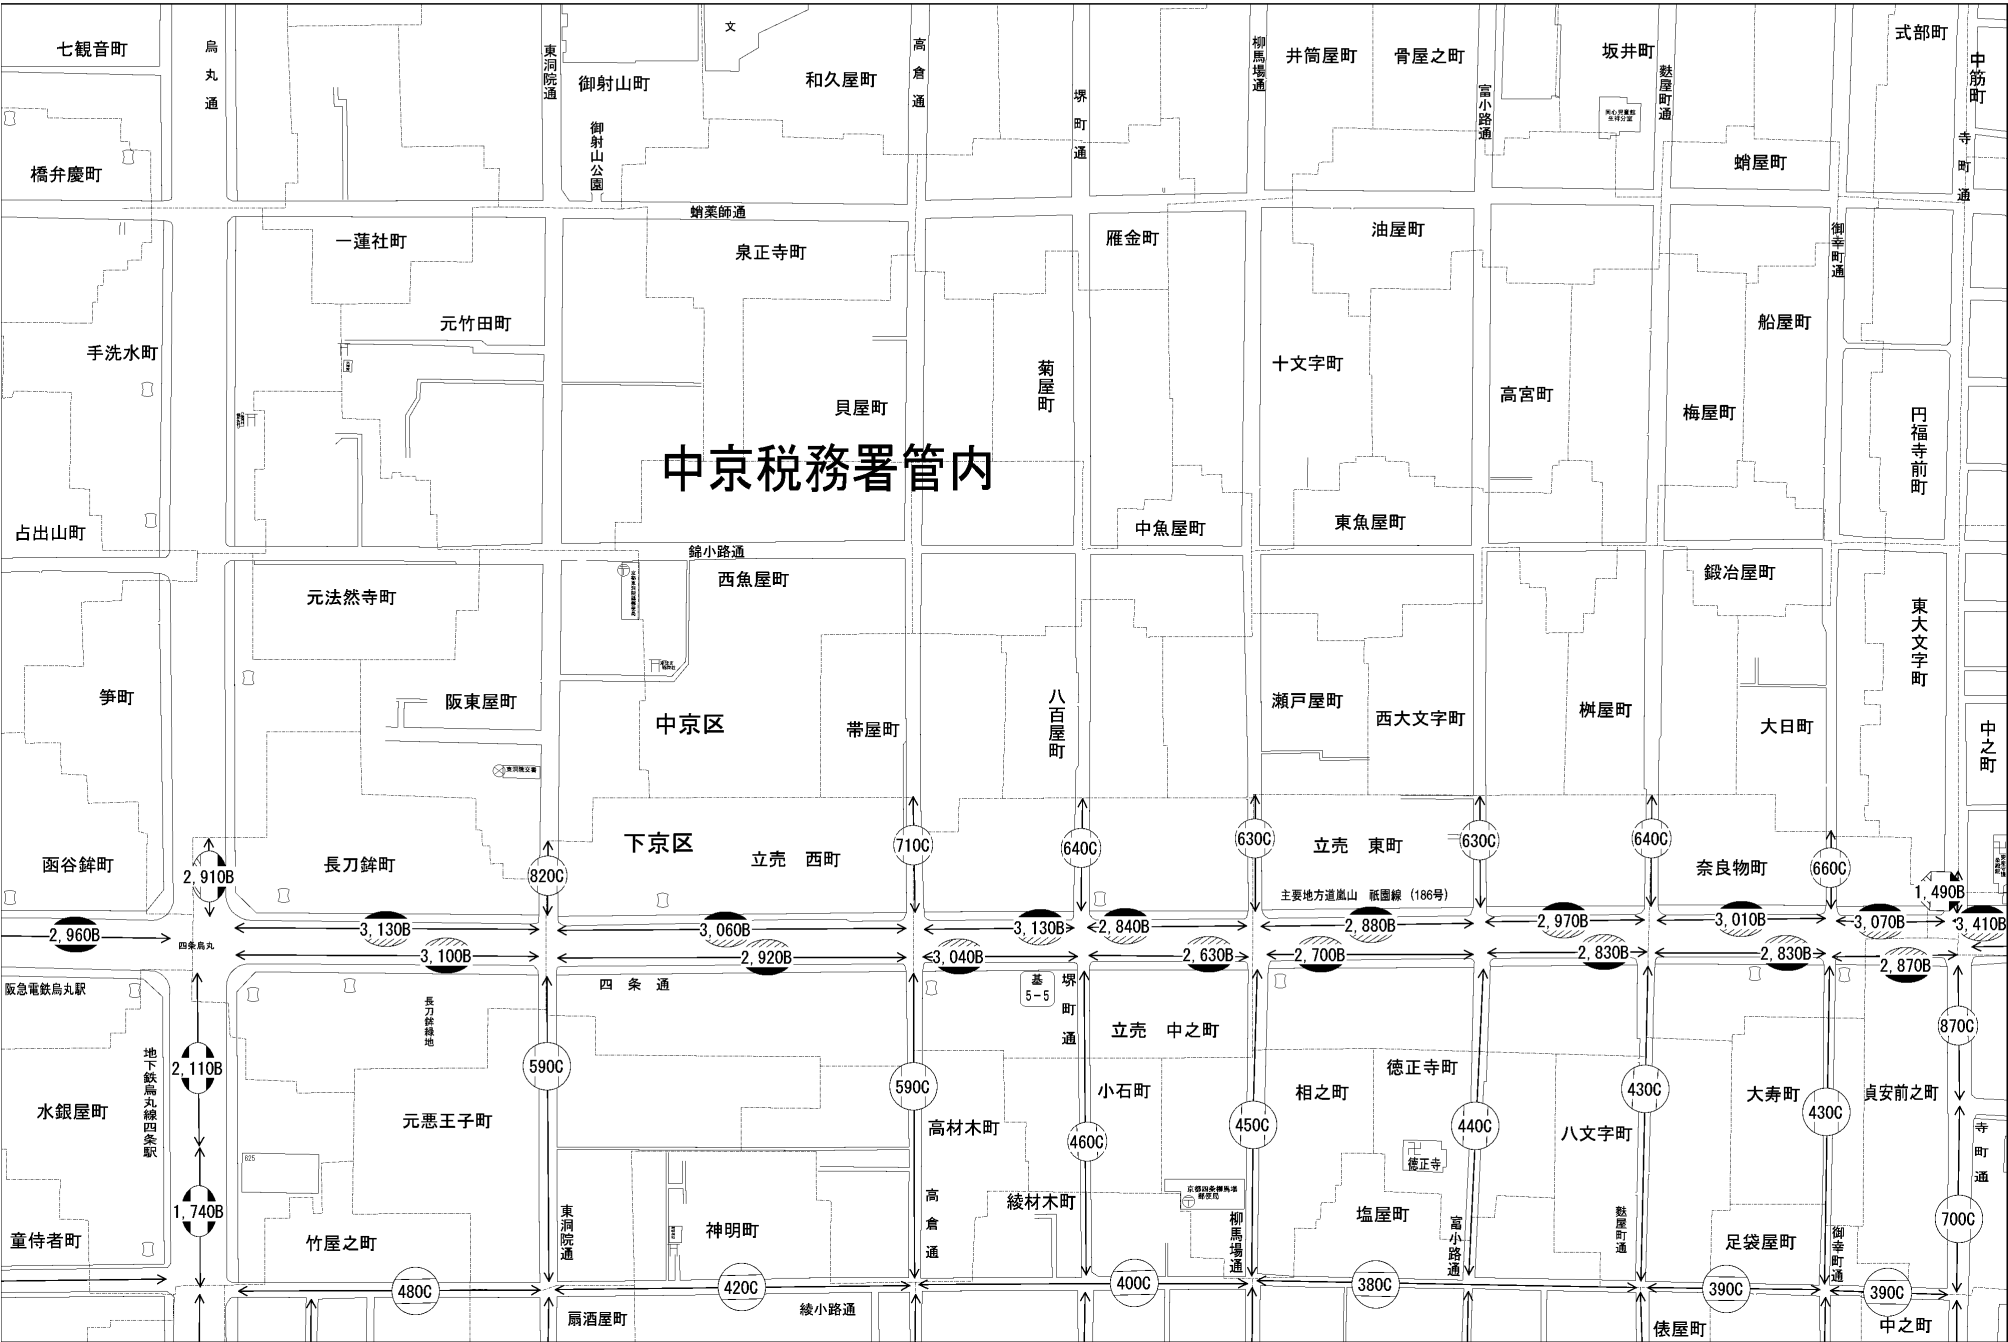 七観音町
烏丸通
東洞院通
御射山町
文
和久屋町
高倉通
堺町通
柳馬場通
井筒屋町
骨屋之町
富小路通
坂井町
麩屋町通
式部町
中筋町
寺町通
橋弁慶町
御射山公園
蛸屋町
蛸薬師通
一蓮社町
泉正寺町
雁金町
油屋町
御幸町通
元竹田町
船屋町
手洗水町
菊屋町
十文字町
高宮町
貝屋町
梅屋町
円福寺前町
中京税務署管内
占出山町
中魚屋町
東魚屋町
錦小路通
西魚屋町
鍛冶屋町
元法然寺町
東大文字町
笋町
阪東屋町
中京区
帯屋町
八百屋町
瀬戸屋町
西大文字町
桝屋町
大日町
中之町
東洞院交番
下京区
函谷鉾町
長刀鉾町
立売 西町
立売 東町
奈良物町
710C
640C
630C
630C
640C
660C
2,910B
820C
1,490B
主要地方道嵐山 祇園線(186号)
2,960B
3,130B
3,060B
3,130B
2,840B
2,880B
2,970B
3,010B
3,070B
3,410B
四条烏丸
3,100B
2,920B
3,040B
2,630B
2,700B
2,830B
2,830B
2,870B
阪急電鉄烏丸駅
四条通
基
5-5
堺町通
長刀鉾緑地
立売 中之町
870C
2,110B
590C
590C
地下鉄烏丸線四条駅
小石町
相之町
徳正寺町
430C
大寿町
貞安前之町
水銀屋町
元悪王子町
高材木町
460C
450C
440C
八文字町
430C
寺町通
625
徳正寺
京都四条柳馬場
郵便局
1,740B
東洞院通
神明町
高倉通
綾材木町
柳馬場通
塩屋町
富小路通
麩屋町通
足袋屋町
御幸町通
700C
童侍者町
竹屋之町
480C
420C
400C
380C
390C
390C
扇酒屋町
綾小路通
俵屋町
中之町